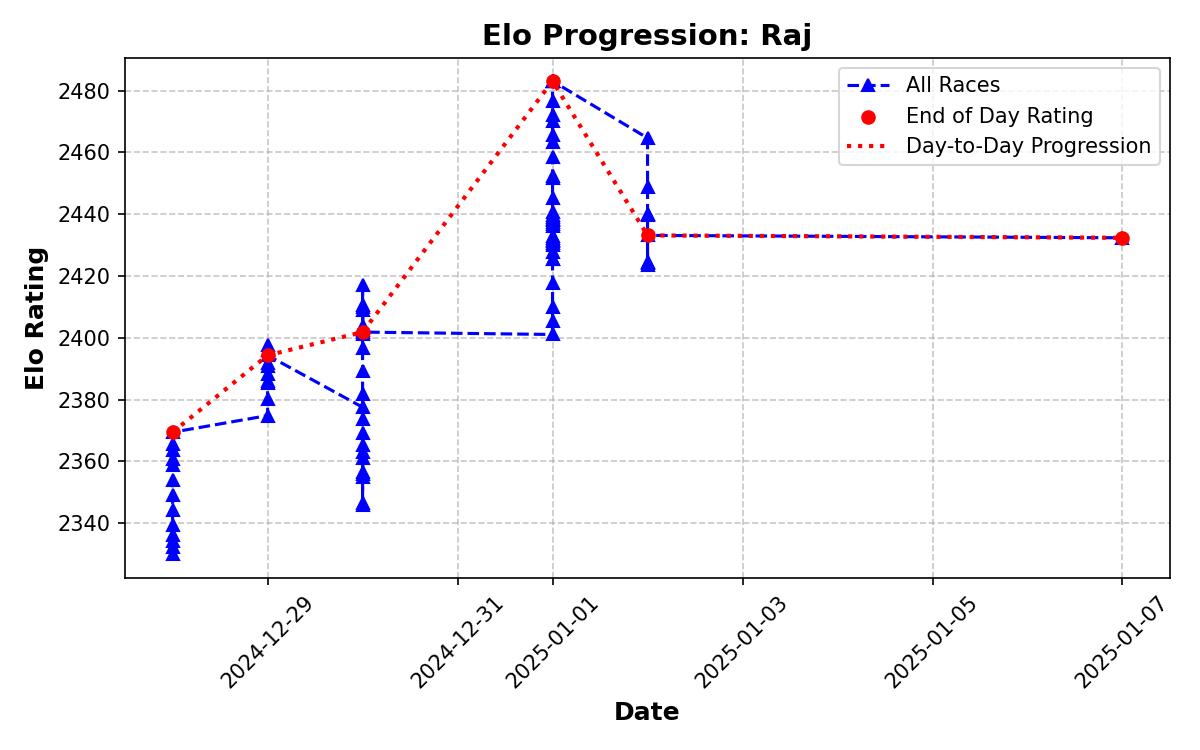 Elo Progression: Raj
All Races
End of Day Rating
Day-to-Day Progression
Elo Rating
2480
2460
2440
2420
2400
2380
2360
2340
2024-12-29
2024-12-31
2025-01-01
2025-01-03
2025-01-05
2025-01-07
Date